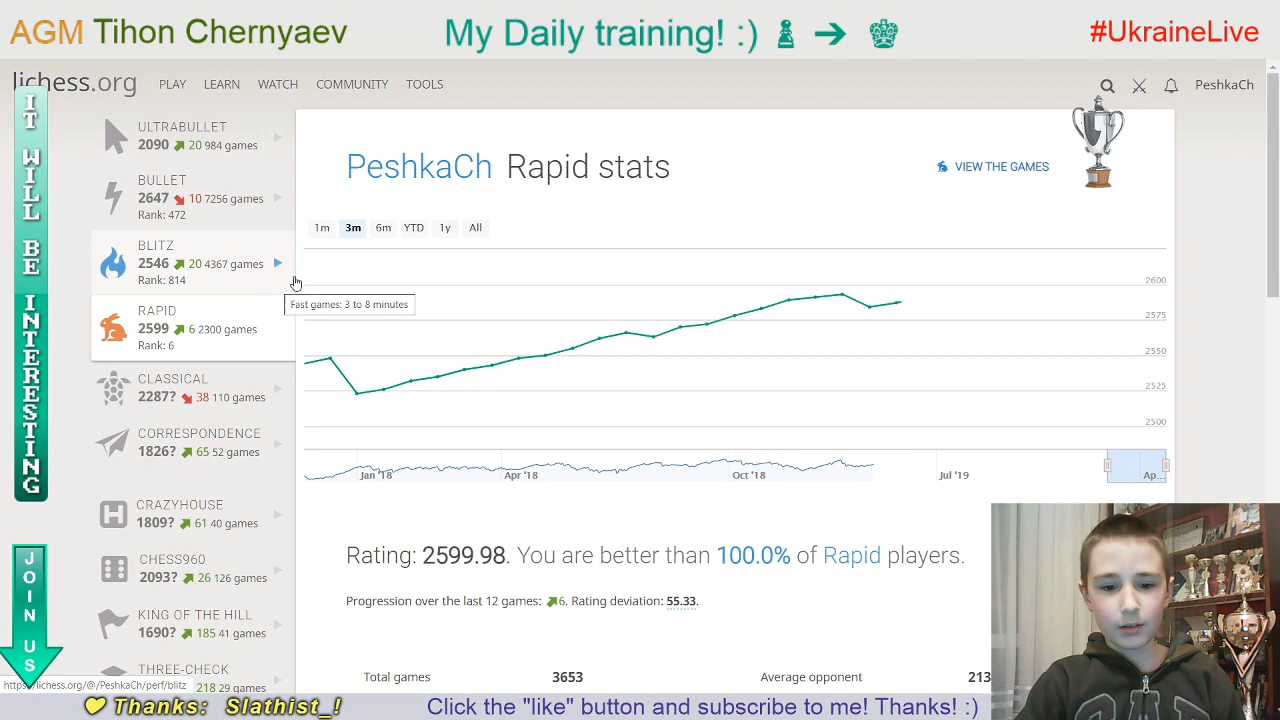 AGM Tihon Chernyaev
My Daily training! :)
#UkraineLive
lichess.org
PLAY LEARN WATCH COMMUNITY TOOLS
PeshkaCh
IT WILL BE INTERESTING
JOIN US
ULTRABULLET
2090 20 984 games
BULLET
2647 10 7256 games
Rank: 472
BLITZ
2546 20 4367 games
Rank: 814
Fast games: 3 to 8 minutes
RAPID
2599 6 2300 games
Rank: 6
CLASSICAL
2287? 38 110 games
CORRESPONDENCE
1826? 65 52 games
CRAZYHOUSE
1809? 61 40 games
CHESS960
2093? 26 126 games
KING OF THE HILL
1690? 185 41 games
THREE-CHECK
218 29 games
https://lichess.org/@/PeshkaCh/perf/blitz
PeshkaCh Rapid stats
VIEW THE GAMES
1m 3m 6m YTD 1y All
2600
2575
2550
2525
2500
Jan '18 Apr '18 Oct '18 Jul '19 Ap...
Rating: 2599.98. You are better than 100.0% of Rapid players.
Progression over the last 12 games: 6. Rating deviation: 55.33.
Total games 3653 Average opponent 213
Thanks: Slathist_!
Click the "like" button and subscribe to me! Thanks! :)